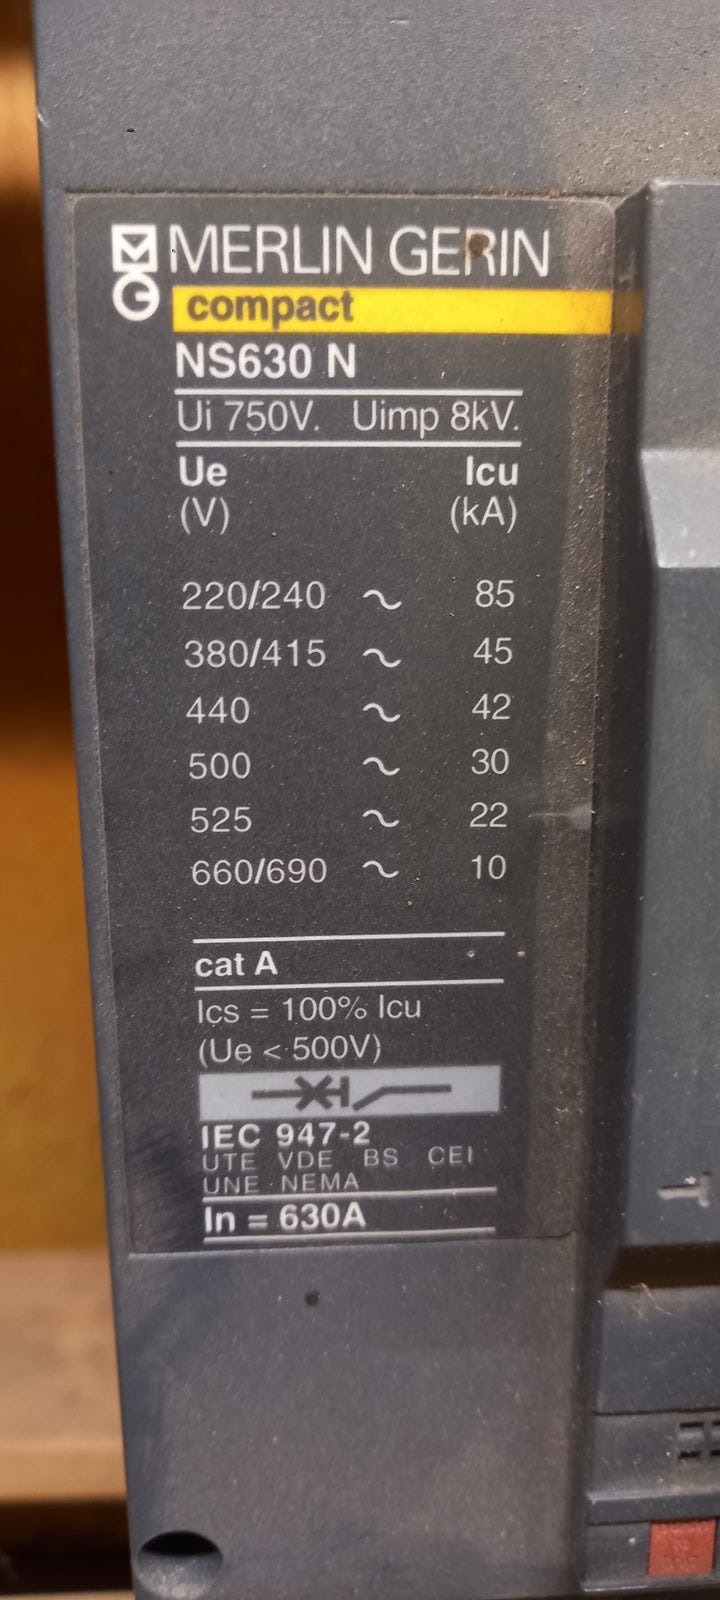 MERLIN GERIN
compact
NS630 N
Ui 750V. Uimp 8kV.
Ue Icu
(V) (kA)
220/240 ~ 85
380/415 ~ 45
440 ~ 42
500 ~ 30
525 ~ 22
660/690 ~ 10
cat A
Ics = 100% Icu
(Ue < 500V)
IEC 947-2
UTE VDE BS CEI
UNE NEMA
In = 630A